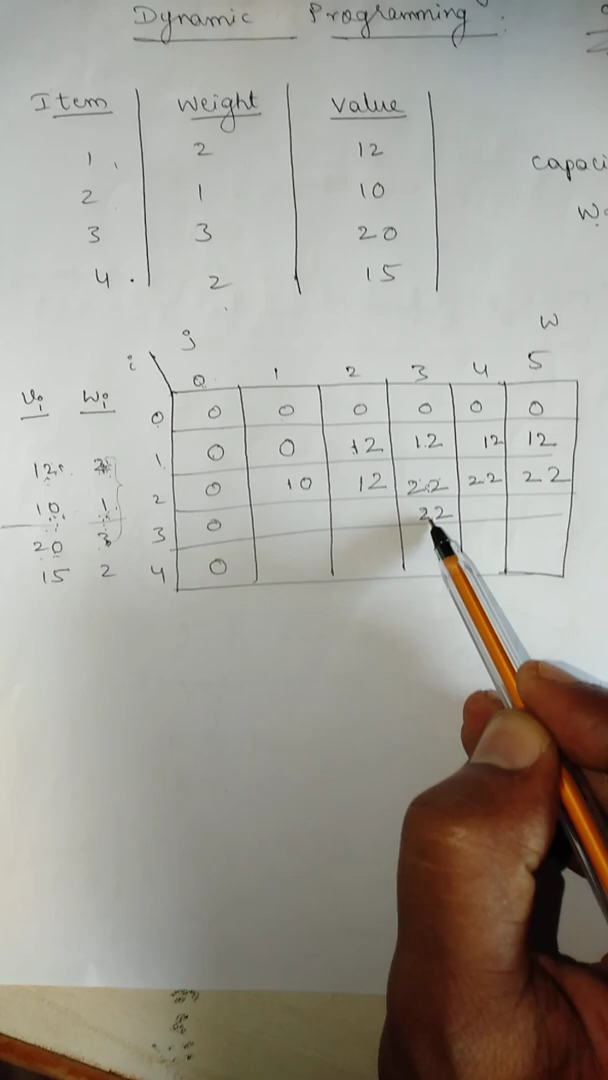 Dynamic Programming
Item Weight Value
1 2 12
2 1 10
3 3 20
4 2 15
capaci
W
W
j
i
0 1 2 3 4 5
vi wi
0 0 0 0 0 0 0
12 2 1 0 0 12 12 12 12
10 1 2 0 10 12 22 22 22
20 3 3 0 22
15 2 4 0